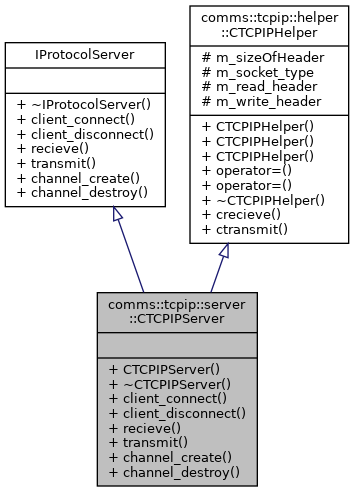 IProtocolServer
+ ~IProtocolServer()
+ client_connect()
+ client_disconnect()
+ recieve()
+ transmit()
+ channel_create()
+ channel_destroy()
comms::tcpip::helper
::CTCPIPHelper
# m_sizeOfHeader
# m_socket_type
# m_read_header
# m_write_header
+ CTCPIPHelper()
+ CTCPIPHelper()
+ CTCPIPHelper()
+ operator=()
+ operator=()
+ ~CTCPIPHelper()
+ crecieve()
+ ctransmit()
comms::tcpip::server
::CTCPIPServer
+ CTCPIPServer()
+ ~CTCPIPServer()
+ client_connect()
+ client_disconnect()
+ recieve()
+ transmit()
+ channel_create()
+ channel_destroy()